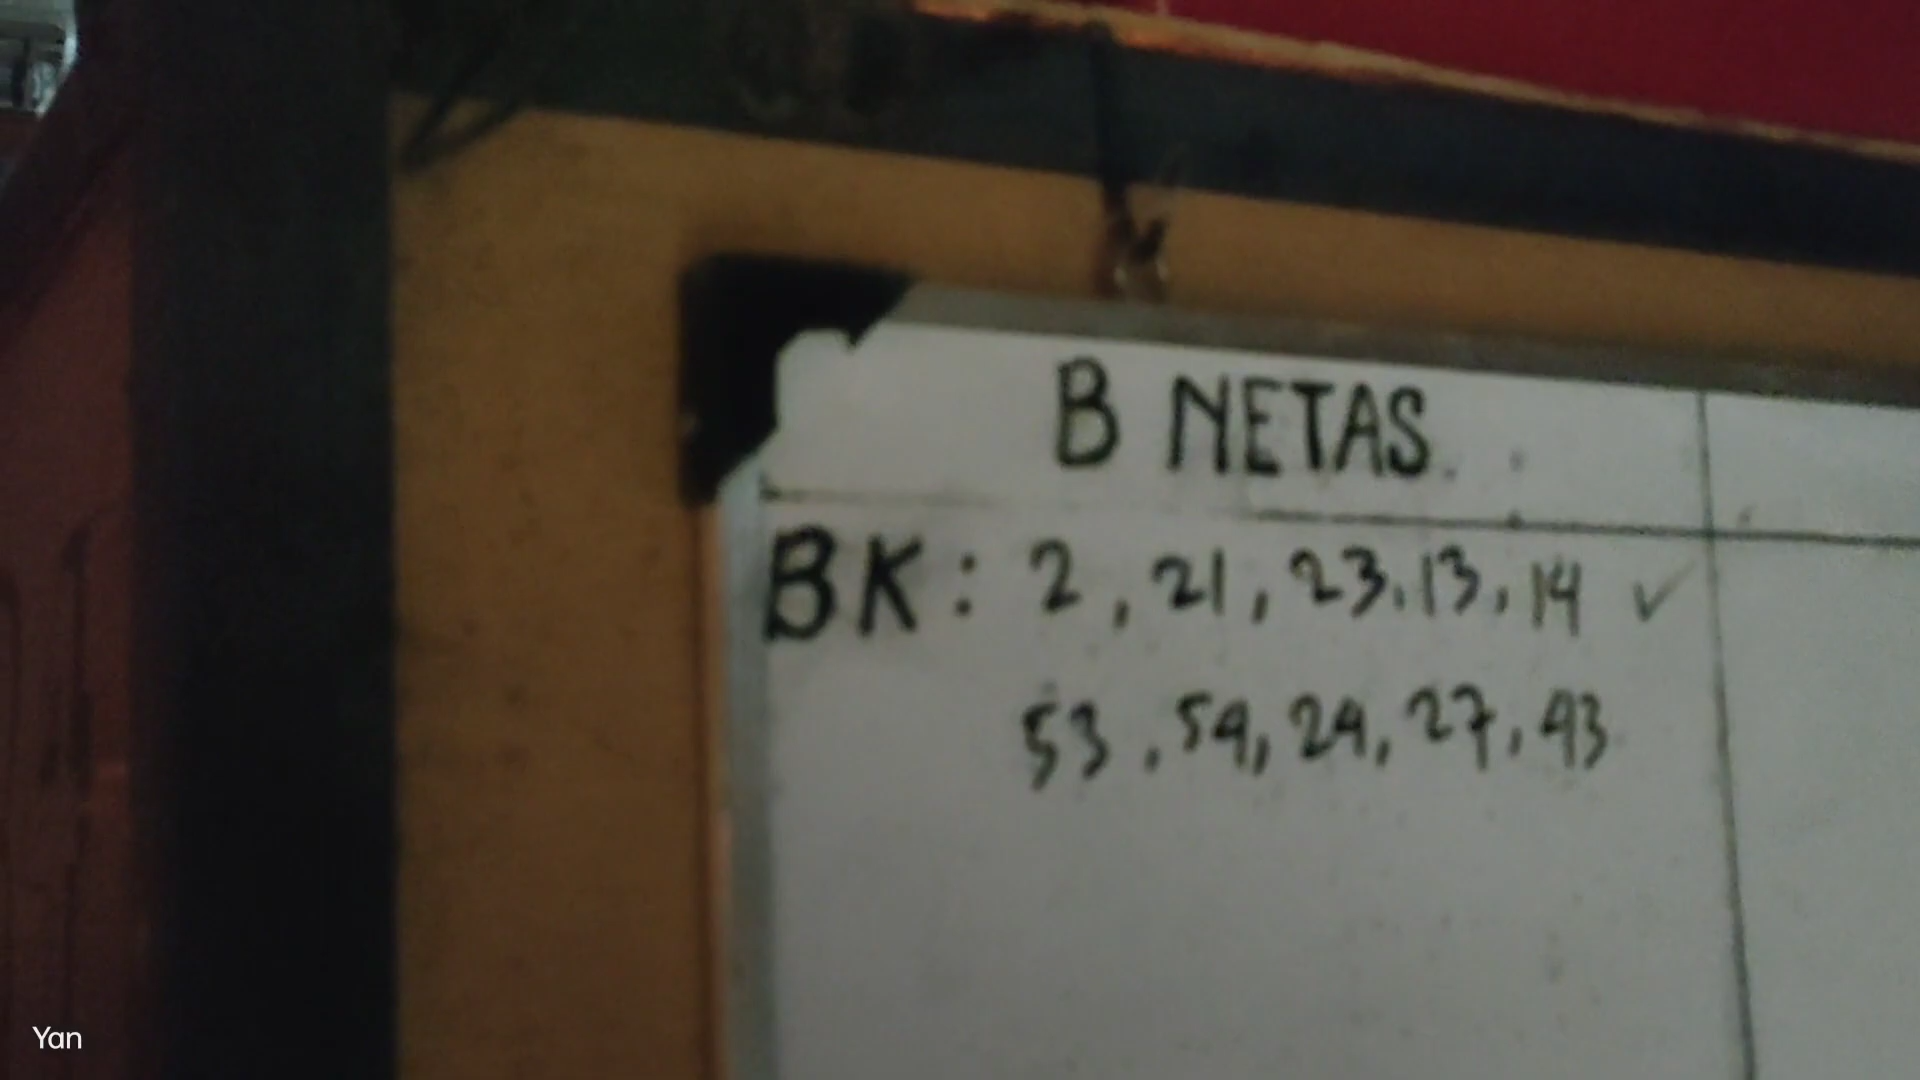 B NETAS.
BK: 2, 21, 23, 13, 14 ✓
53, 54, 24, 27, 43
Yan